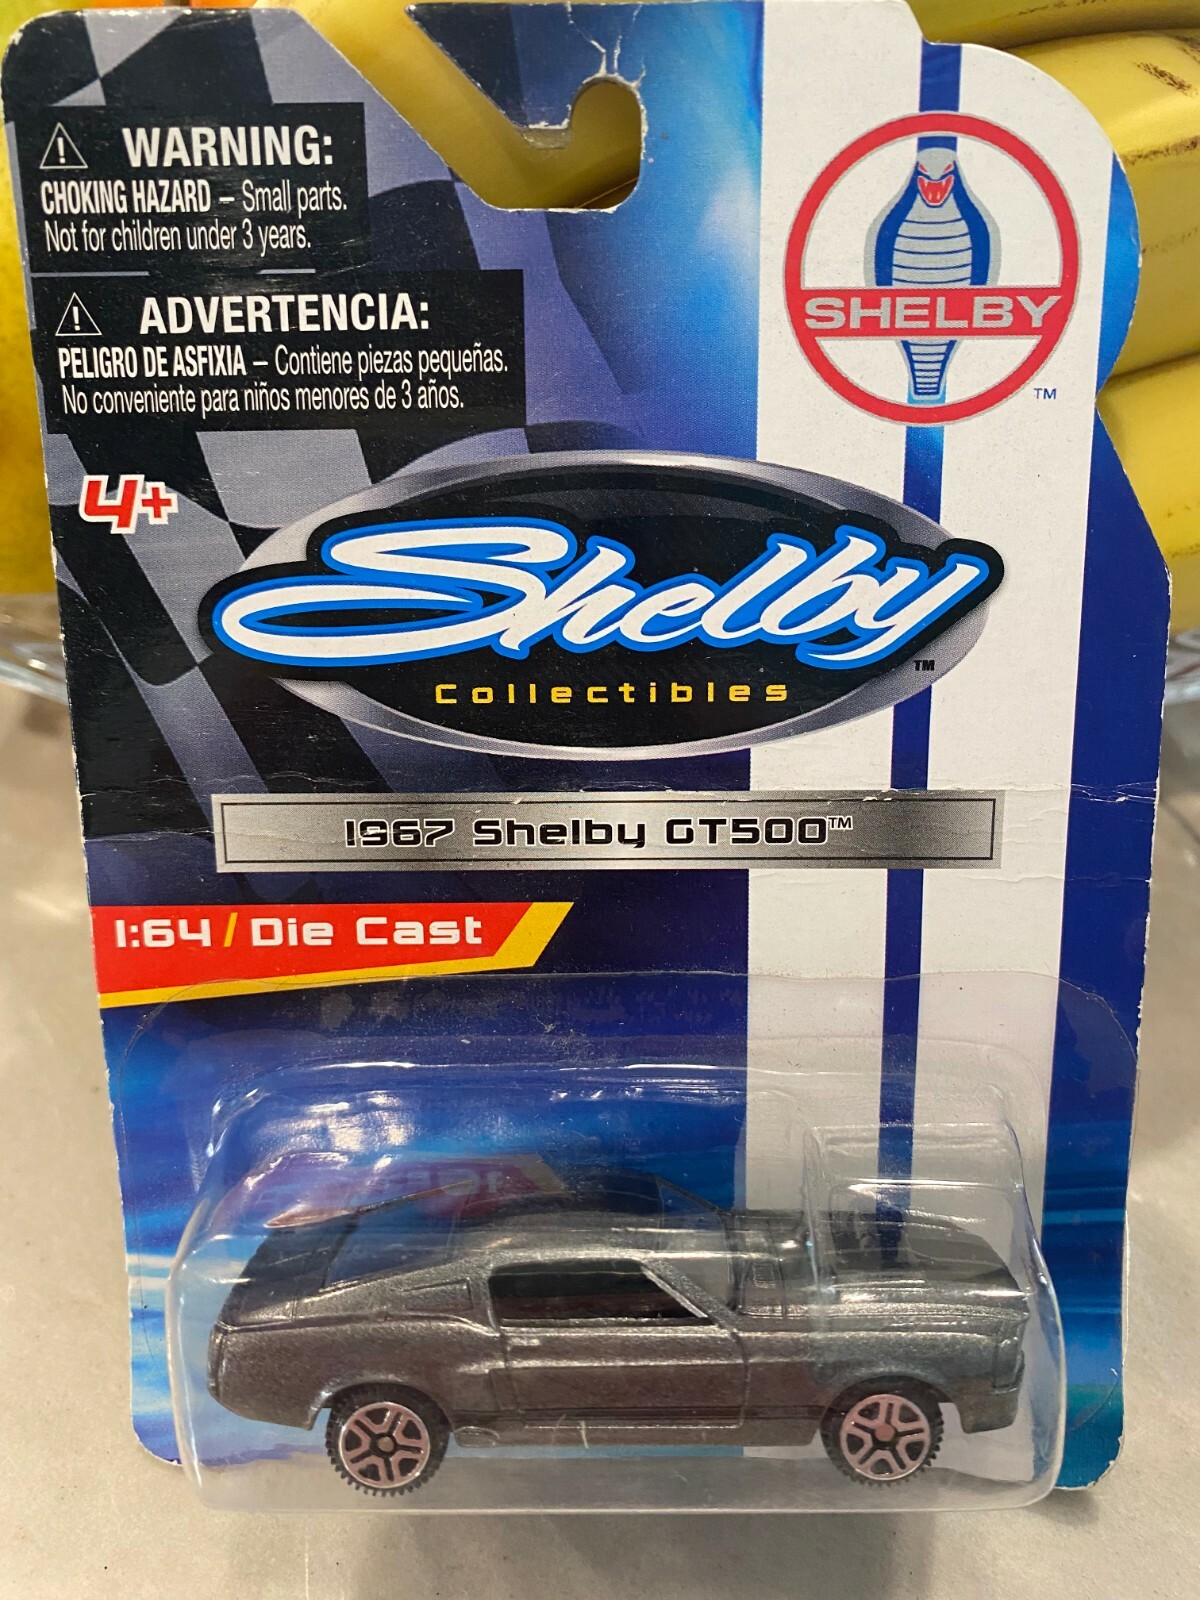 WARNING:
CHOKING HAZARD – Small parts.
Not for children under 3 years.
ADVERTENCIA:
PELIGRO DE ASFIXIA – Contiene piezas pequeñas.
No conveniente para niños menores de 3 años.
SHELBY
TM
4+
Shelby
TM
Collectibles
1967 Shelby GT500™
1:64 / Die Cast